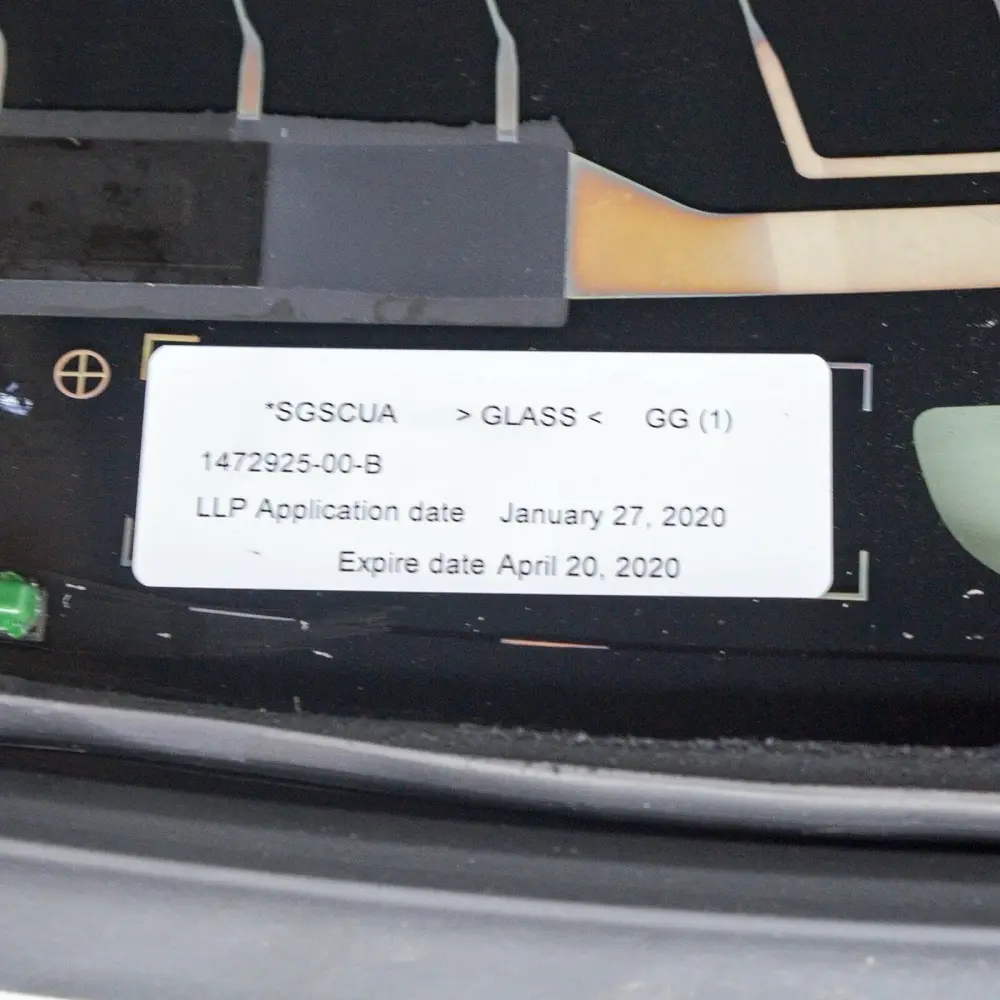 *SGSCUA > GLASS < GG (1)
1472925-00-B
LLP Application date January 27, 2020
Expire date April 20, 2020